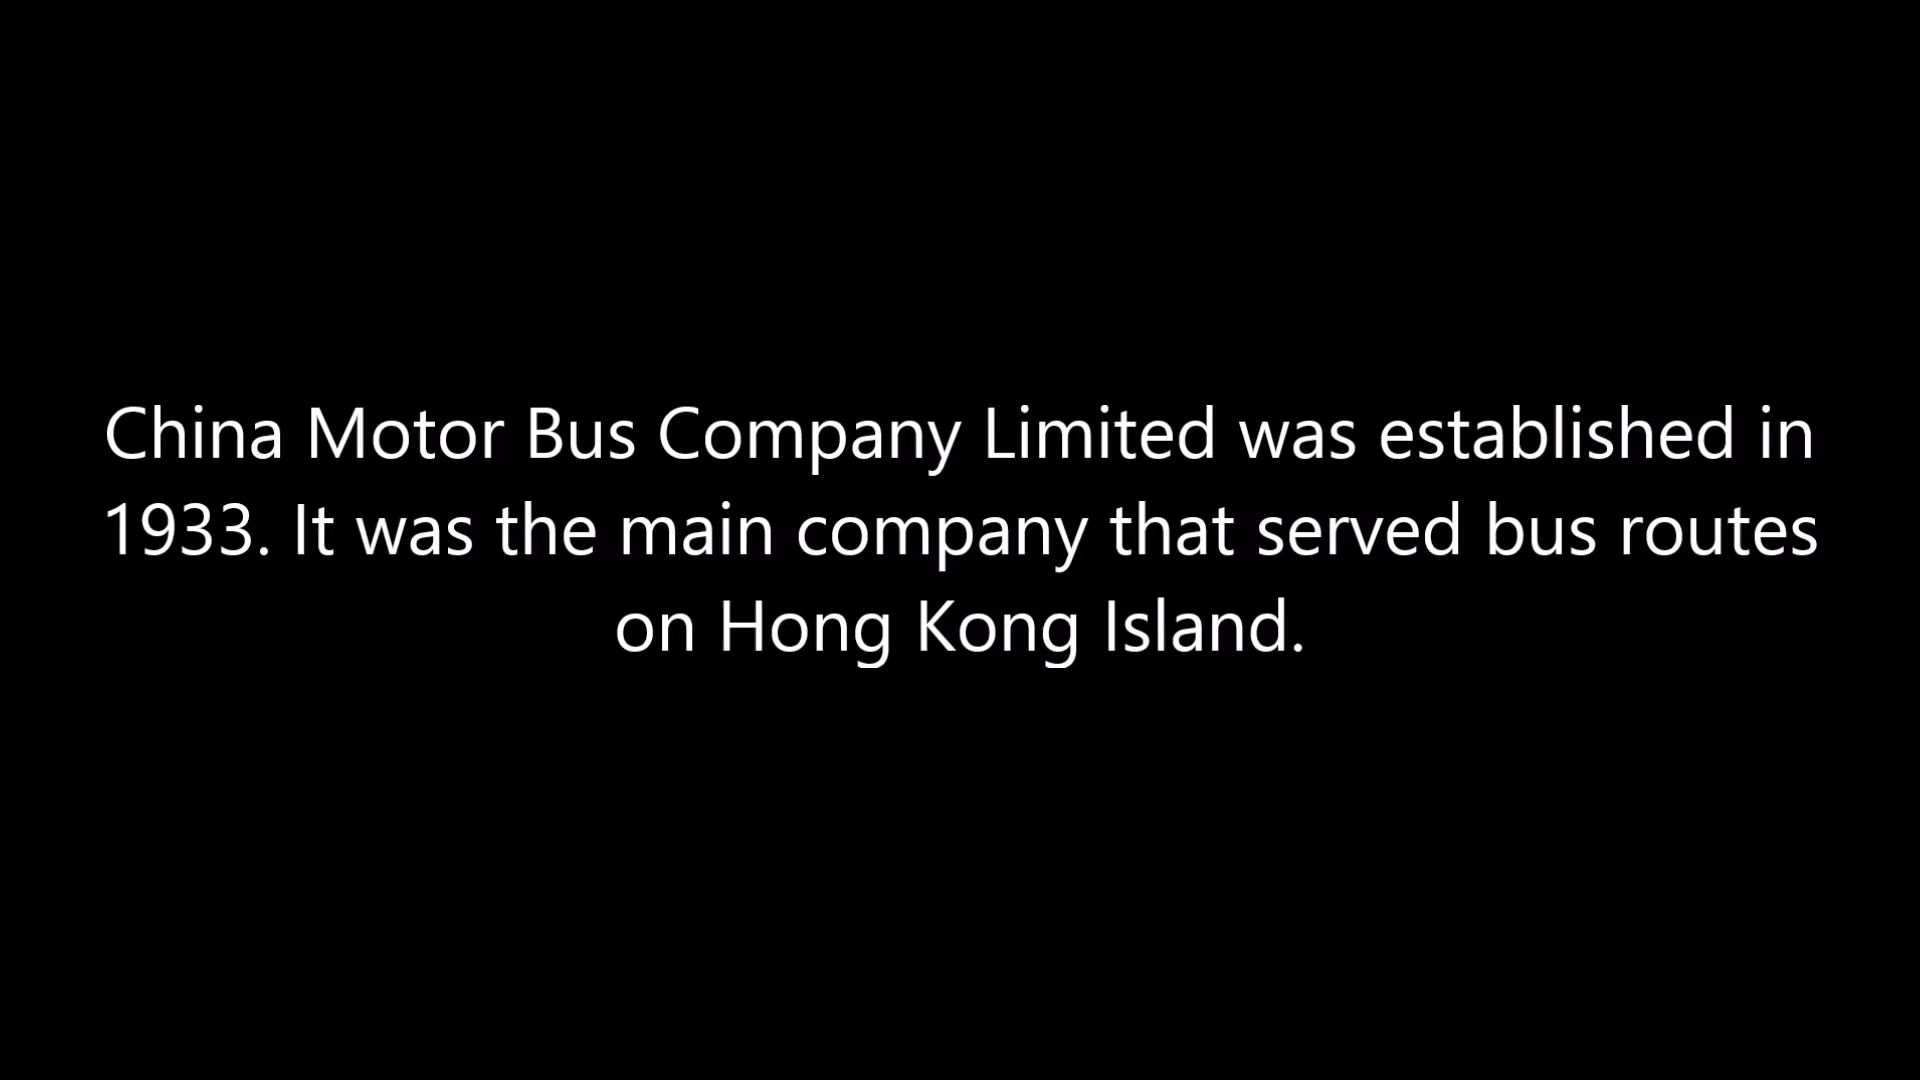 China Motor Bus Company Limited was established in
1933. It was the main company that served bus routes
on Hong Kong Island.